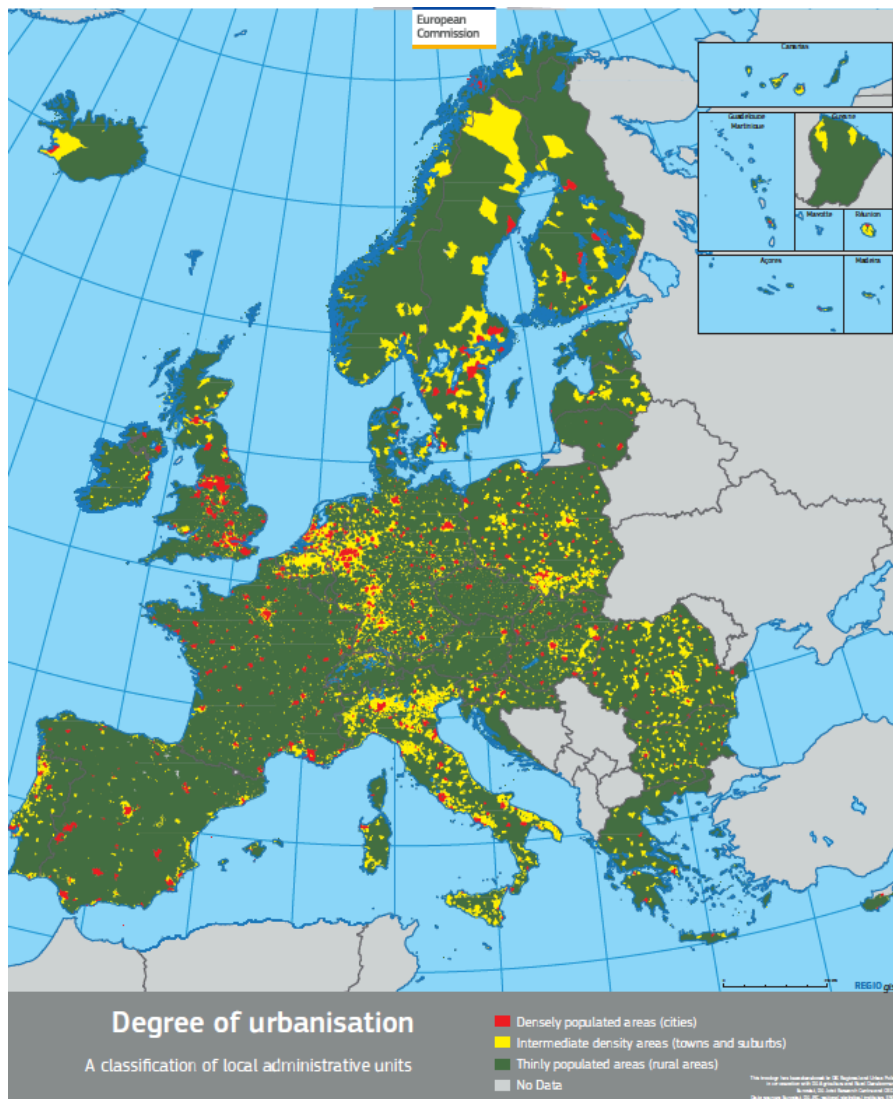 European
Commission
Canarias
Guadeloupe
Martinique
Guyane
Mayotte
Réunion
Açores
Madeira
REGIOgis
Degree of urbanisation
A classification of local administrative units
Densely populated areas (cities)
Intermediate density areas (towns and suburbs)
Thinly populated areas (rural areas)
No Data